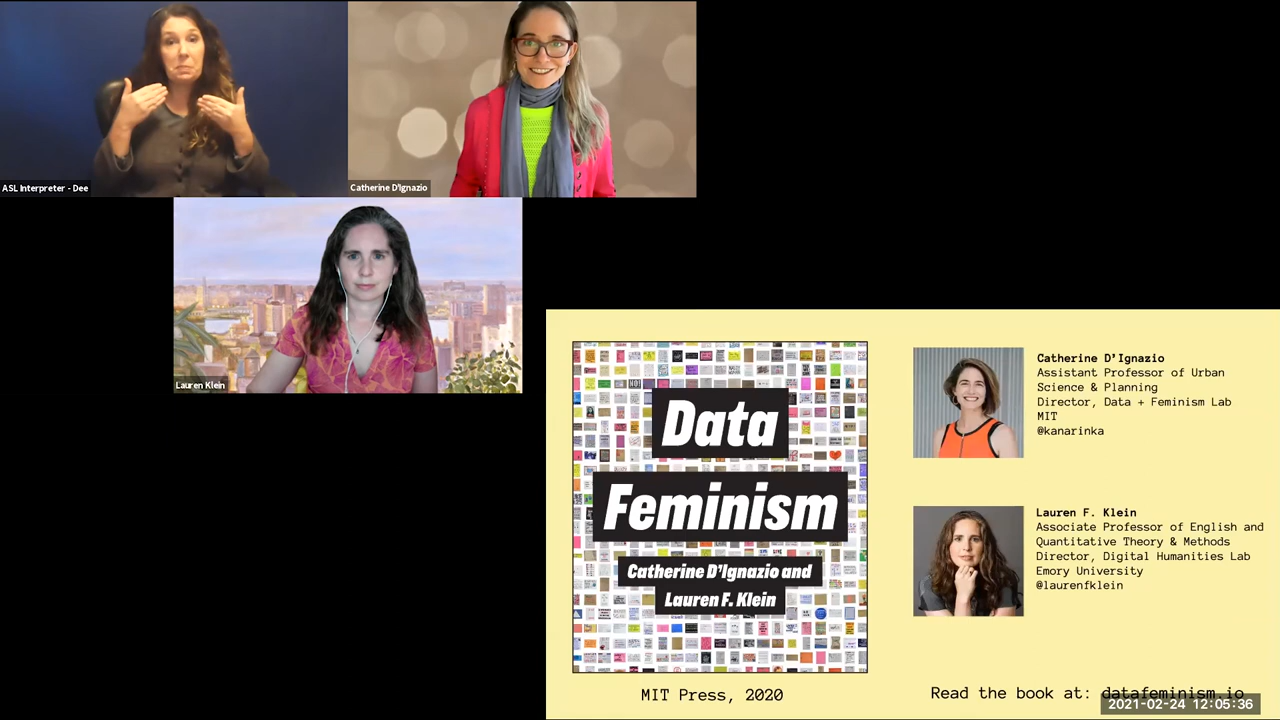 ASL Interpreter - Dee
Catherine D'Ignazio
Lauren Klein
Data
Feminism
Catherine D'Ignazio and
Lauren F. Klein
MIT Press, 2020
Catherine D'Ignazio
Assistant Professor of Urban
Science & Planning
Director, Data + Feminism Lab
MIT
@kanarinka
Lauren F. Klein
Associate Professor of English and
Quantitative Theory & Methods
Director, Digital Humanities Lab
Emory University
@laurenfklein
Read the book at: datafeminism.io
2021-02-24 12:05:36